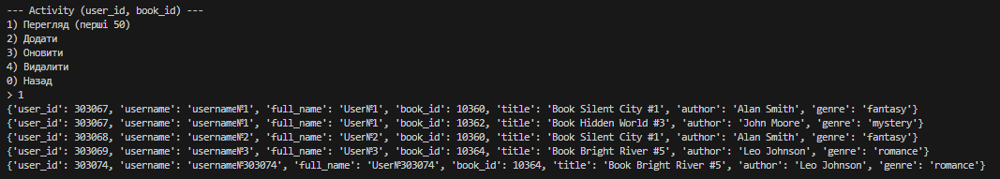 --- Activity (user_id, book_id) ---
1) Перегляд (перші 50)
2) Додати
3) Оновити
4) Видалити
0) Назад
> 1
{'user_id': 303067, 'username': 'username№1', 'full_name': 'User№1', 'book_id': 10360, 'title': 'Book Silent City #1', 'author': 'Alan Smith', 'genre': 'fantasy'}
{'user_id': 303067, 'username': 'username№1', 'full_name': 'User№1', 'book_id': 10362, 'title': 'Book Hidden World #3', 'author': 'John Moore', 'genre': 'mystery'}
{'user_id': 303068, 'username': 'username№2', 'full_name': 'User№2', 'book_id': 10360, 'title': 'Book Silent City #1', 'author': 'Alan Smith', 'genre': 'fantasy'}
{'user_id': 303069, 'username': 'username№3', 'full_name': 'User№3', 'book_id': 10364, 'title': 'Book Bright River #5', 'author': 'Leo Johnson', 'genre': 'romance'}
{'user_id': 303074, 'username': 'username№303074', 'full_name': 'User№303074', 'book_id': 10364, 'title': 'Book Bright River #5', 'author': 'Leo Johnson', 'genre': 'romance'}